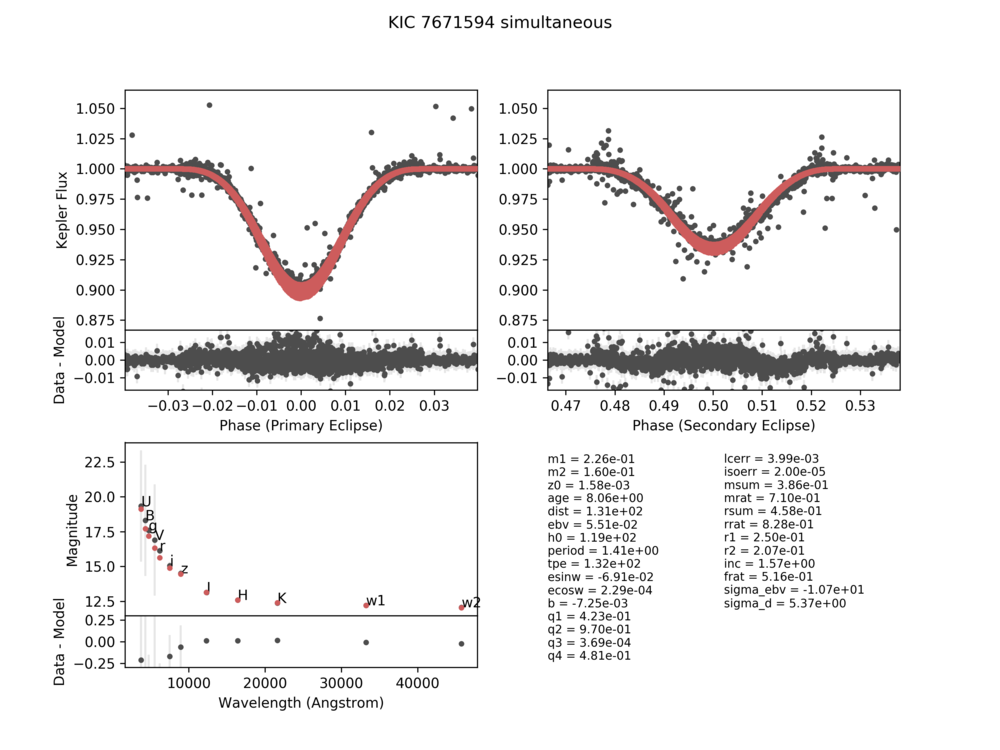 KIC 7671594 simultaneous
1.050
1.025
1.000
0.975
0.950
0.925
0.900
0.875
Kepler Flux
0.01
0.00
−0.01
Data - Model
−0.03 −0.02 −0.01 0.00 0.01 0.02 0.03
Phase (Primary Eclipse)
1.050
1.025
1.000
0.975
0.950
0.925
0.900
0.875
0.01
0.00
−0.01
0.47 0.48 0.49 0.50 0.51 0.52 0.53
Phase (Secondary Eclipse)
22.5
20.0
17.5
15.0
12.5
Magnitude
U
B
g
V
r
i
z
J
H
K
w1
w2
0.25
0.00
−0.25
Data - Model
10000 20000 30000 40000
Wavelength (Angstrom)
m1 = 2.26e-01
m2 = 1.60e-01
z0 = 1.58e-03
age = 8.06e+00
dist = 1.31e+02
ebv = 5.51e-02
h0 = 1.19e+02
period = 1.41e+00
tpe = 1.32e+02
esinw = -6.91e-02
ecosw = 2.29e-04
b = -7.25e-03
q1 = 4.23e-01
q2 = 9.70e-01
q3 = 3.69e-04
q4 = 4.81e-01
lcerr = 3.99e-03
isoerr = 2.00e-05
msum = 3.86e-01
mrat = 7.10e-01
rsum = 4.58e-01
rrat = 8.28e-01
r1 = 2.50e-01
r2 = 2.07e-01
inc = 1.57e+00
frat = 5.16e-01
sigma_ebv = -1.07e+01
sigma_d = 5.37e+00